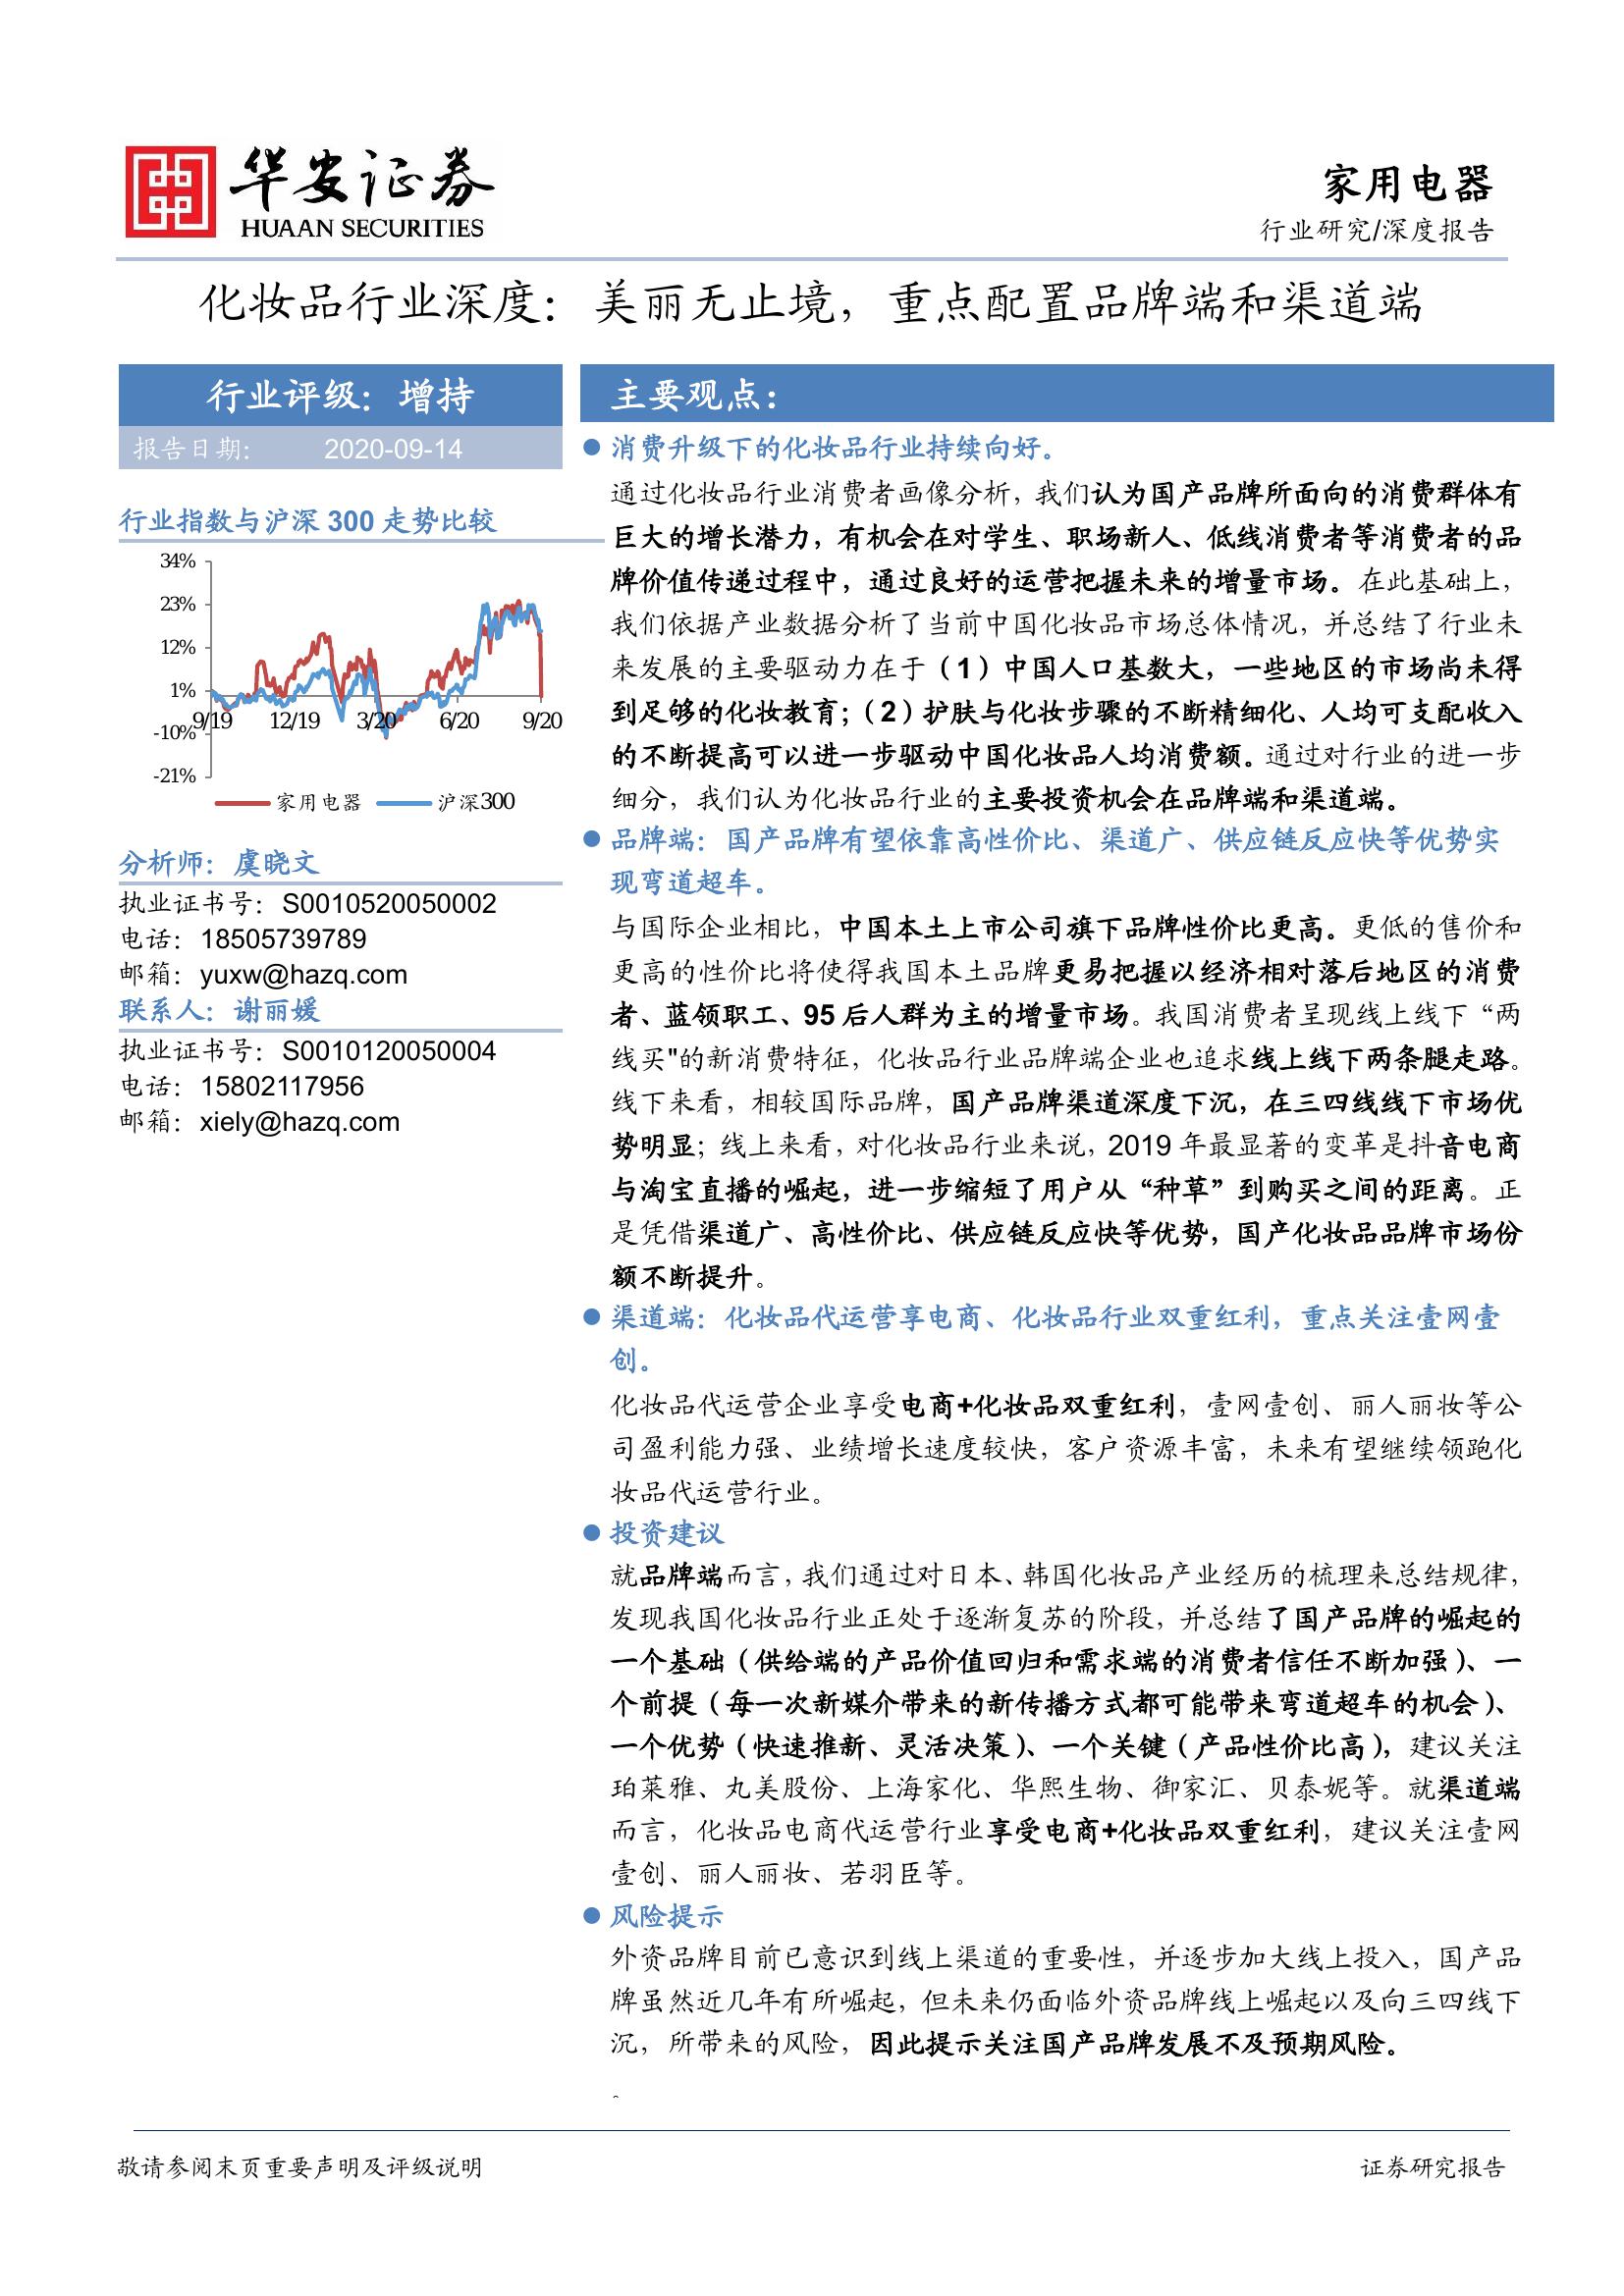 华安证券
HUAAN SECURITIES
家用电器
行业研究/深度报告
化妆品行业深度：美丽无止境，重点配置品牌端和渠道端
行业评级：增持
报告日期： 2020-09-14
行业指数与沪深 300 走势比较
34%
23%
12%
1%
-10%
-21%
9/19 12/19 3/20 6/20 9/20
家用电器 沪深300
分析师：虞晓文
执业证书号：S0010520050002
电话：18505739789
邮箱：yuxw@hazq.com
联系人：谢丽媛
执业证书号：S0010120050004
电话：15802117956
邮箱：xiely@hazq.com
主要观点：
● 消费升级下的化妆品行业持续向好。
通过化妆品行业消费者画像分析，我们认为国产品牌所面向的消费群体有
巨大的增长潜力，有机会在对学生、职场新人、低线消费者等消费者的品
牌价值传递过程中，通过良好的运营把握未来的增量市场。在此基础上，
我们依据产业数据分析了当前中国化妆品市场总体情况，并总结了行业未
来发展的主要驱动力在于（1）中国人口基数大，一些地区的市场尚未得
到足够的化妆教育；（2）护肤与化妆步骤的不断精细化、人均可支配收入
的不断提高可以进一步驱动中国化妆品人均消费额。通过对行业的进一步
细分，我们认为化妆品行业的主要投资机会在品牌端和渠道端。
● 品牌端：国产品牌有望依靠高性价比、渠道广、供应链反应快等优势实
现弯道超车。
与国际企业相比，中国本土上市公司旗下品牌性价比更高。更低的售价和
更高的性价比将使得我国本土品牌更易把握以经济相对落后地区的消费
者、蓝领职工、95 后人群为主的增量市场。我国消费者呈现线上线下“两
线买"的新消费特征，化妆品行业品牌端企业也追求线上线下两条腿走路。
线下来看，相较国际品牌，国产品牌渠道深度下沉，在三四线线下市场优
势明显；线上来看，对化妆品行业来说，2019 年最显著的变革是抖音电商
与淘宝直播的崛起，进一步缩短了用户从“种草”到购买之间的距离。正
是凭借渠道广、高性价比、供应链反应快等优势，国产化妆品品牌市场份
额不断提升。
● 渠道端：化妆品代运营享电商、化妆品行业双重红利，重点关注壹网壹
创。
化妆品代运营企业享受电商+化妆品双重红利，壹网壹创、丽人丽妆等公
司盈利能力强、业绩增长速度较快，客户资源丰富，未来有望继续领跑化
妆品代运营行业。
● 投资建议
就品牌端而言，我们通过对日本、韩国化妆品产业经历的梳理来总结规律，
发现我国化妆品行业正处于逐渐复苏的阶段，并总结了国产品牌的崛起的
一个基础（供给端的产品价值回归和需求端的消费者信任不断加强）、一
个前提（每一次新媒介带来的新传播方式都可能带来弯道超车的机会）、
一个优势（快速推新、灵活决策）、一个关键（产品性价比高），建议关注
珀莱雅、丸美股份、上海家化、华熙生物、御家汇、贝泰妮等。就渠道端
而言，化妆品电商代运营行业享受电商+化妆品双重红利，建议关注壹网
壹创、丽人丽妆、若羽臣等。
● 风险提示
外资品牌目前已意识到线上渠道的重要性，并逐步加大线上投入，国产品
牌虽然近几年有所崛起，但未来仍面临外资品牌线上崛起以及向三四线下
沉，所带来的风险，因此提示关注国产品牌发展不及预期风险。
敬请参阅末页重要声明及评级说明
证券研究报告